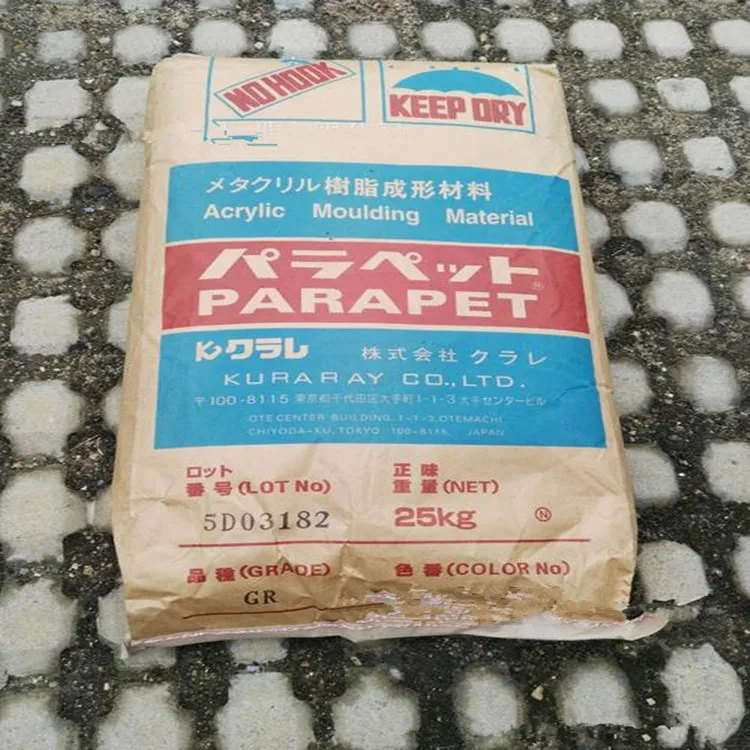 NO HOOK
KEEP DRY
メタクリル樹脂成形材料
Acrylic Moulding Material
パラペット®
PARAPET
K クラレ 株式会社 クラレ
KURARAY CO.,LTD.
〒100-8115 東京都千代田区大手町1-1-3大手センタービル
OTE CENTER BUILDING, 1-1-3, OTEMACHI
CHIYODA-KU, TOKYO 100-8115, JAPAN
ロット 正味
番号(LOT No) 重量(NET)
5D03182 25kg N
品種(GRADE) 色番(COLOR No)
GR